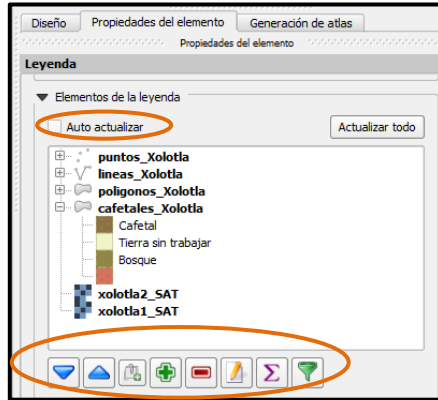 Diseño Propiedades del elemento Generación de atlas
Propiedades del elemento
Leyenda
Elementos de la leyenda
Auto actualizar Actualizar todo
puntos_Xolotla
lineas_Xolotla
poligonos_Xolotla
cafetales_Xolotla
Cafetal
Tierra sin trabajar
Bosque
xolotla2_SAT
xolotla1_SAT
Σ